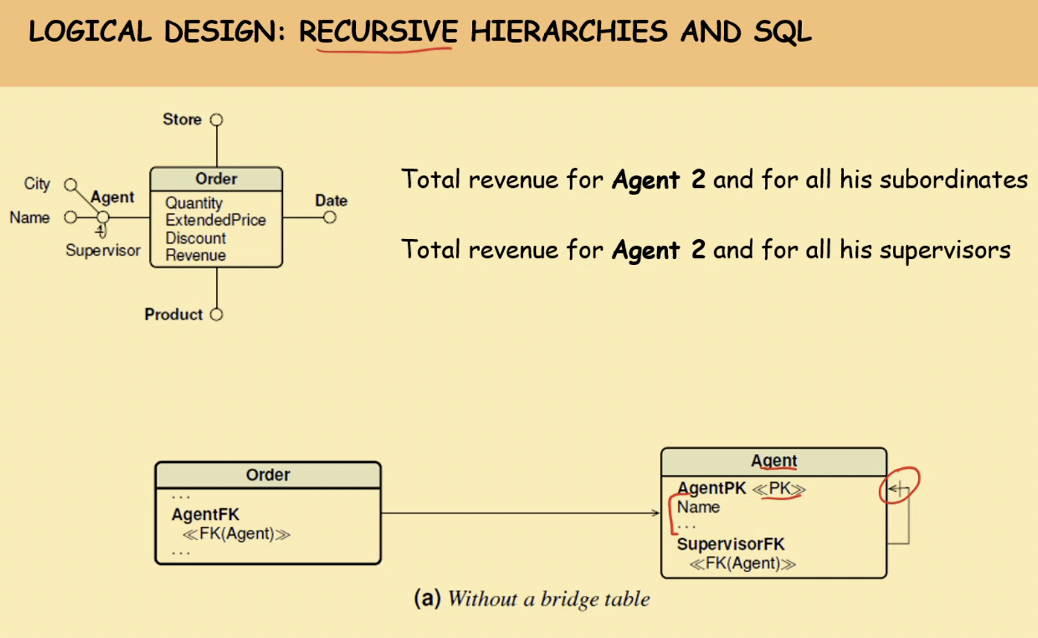 LOGICAL DESIGN: RECURSIVE HIERARCHIES AND SQL
Store
City
Agent
Name
Supervisor
Order
Quantity
ExtendedPrice
Discount
Revenue
Date
Product
Total revenue for Agent 2 and for all his subordinates
Total revenue for Agent 2 and for all his supervisors
Order
...
AgentFK
≪FK(Agent)≫
...
Agent
AgentPK ≪PK≫
Name
...
SupervisorFK
≪FK(Agent)≫
(a) Without a bridge table